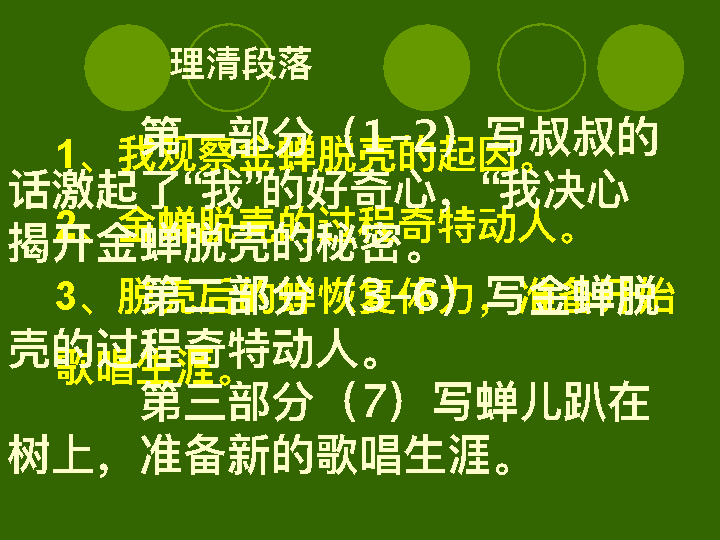 理清段落
第一部分（1-2）写叔叔的
话激起了“我”的好奇心，“我决心
揭开金蝉脱壳的秘密。
第二部分（3-6）写金蝉脱
壳的过程奇特动人。
第三部分（7）写蝉儿趴在
树上，准备新的歌唱生涯。
1、我观察金蝉脱壳的起因。
2、金蝉脱壳的过程奇特动人。
3、脱壳后的蝉恢复体力，准备开始
歌唱生涯。